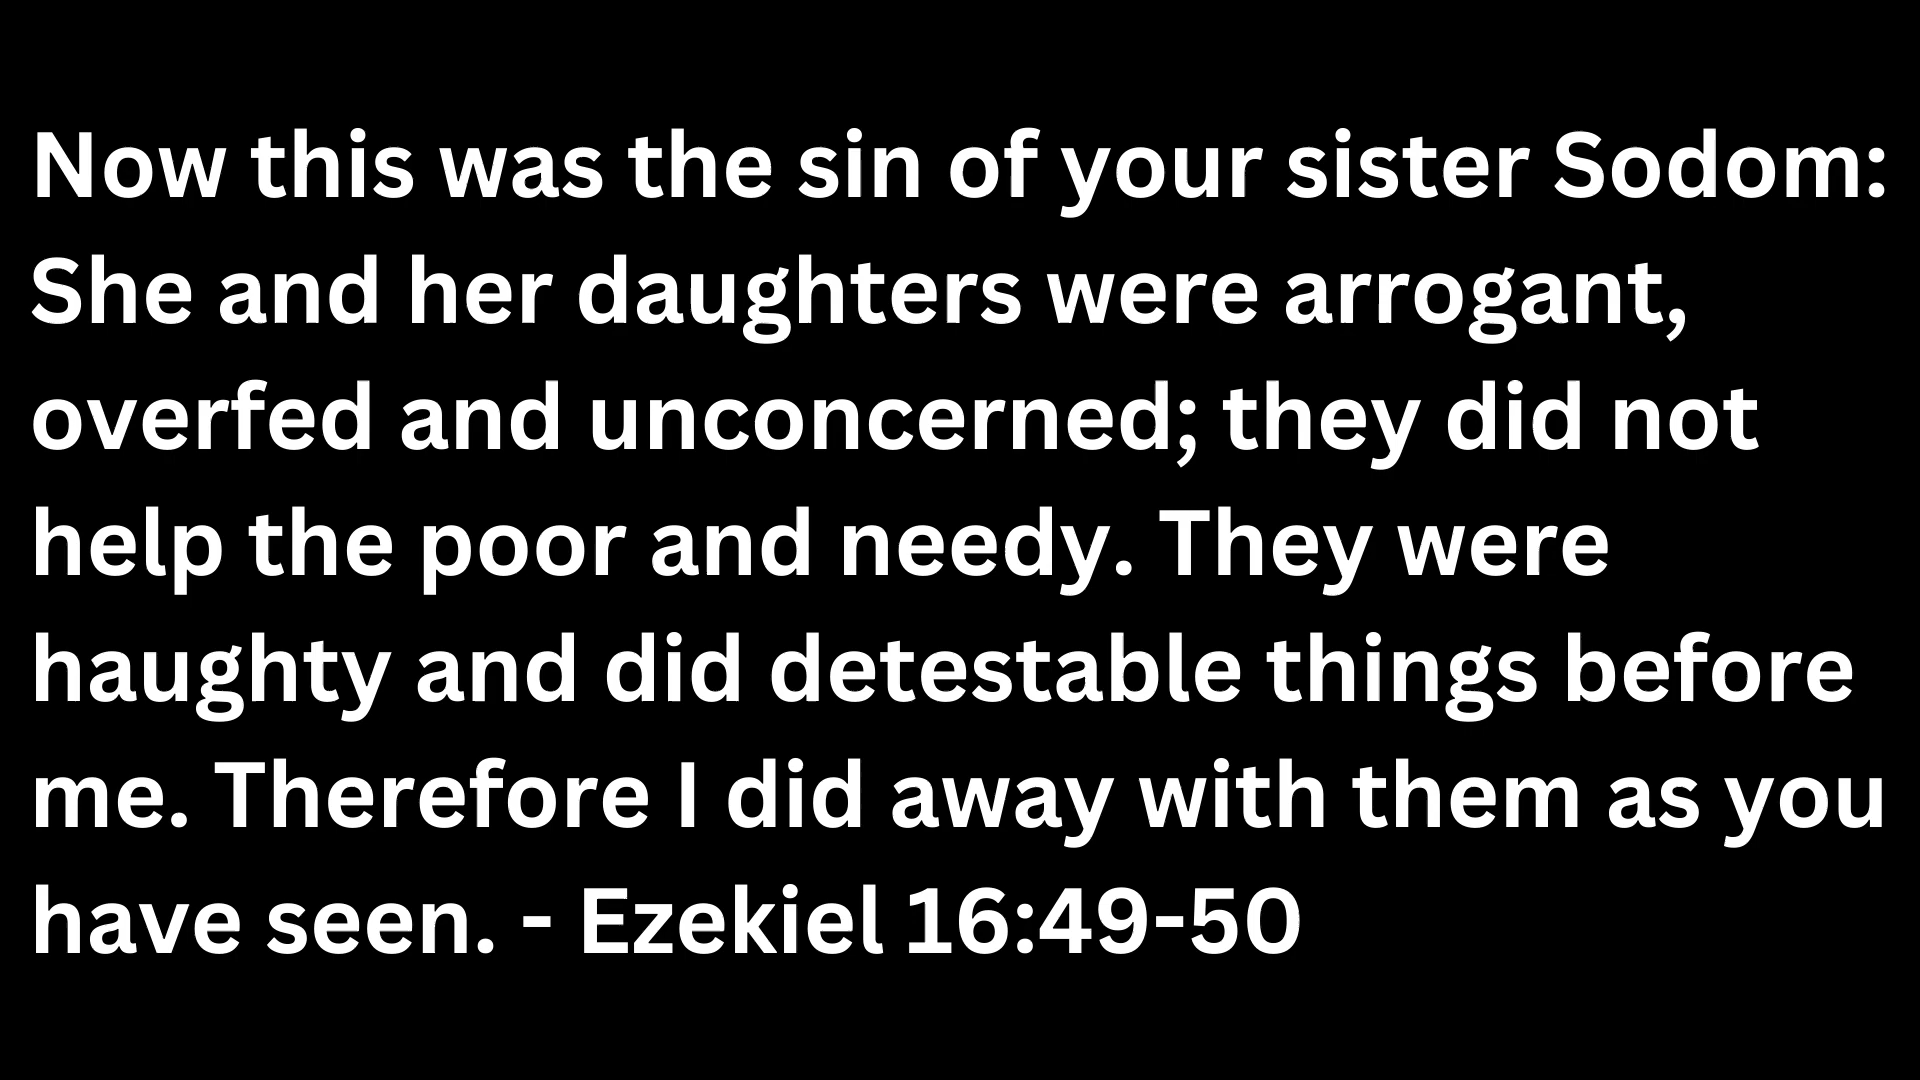 Now this was the sin of your sister Sodom:
She and her daughters were arrogant,
overfed and unconcerned; they did not
help the poor and needy. They were
haughty and did detestable things before
me. Therefore I did away with them as you
have seen. - Ezekiel 16:49-50